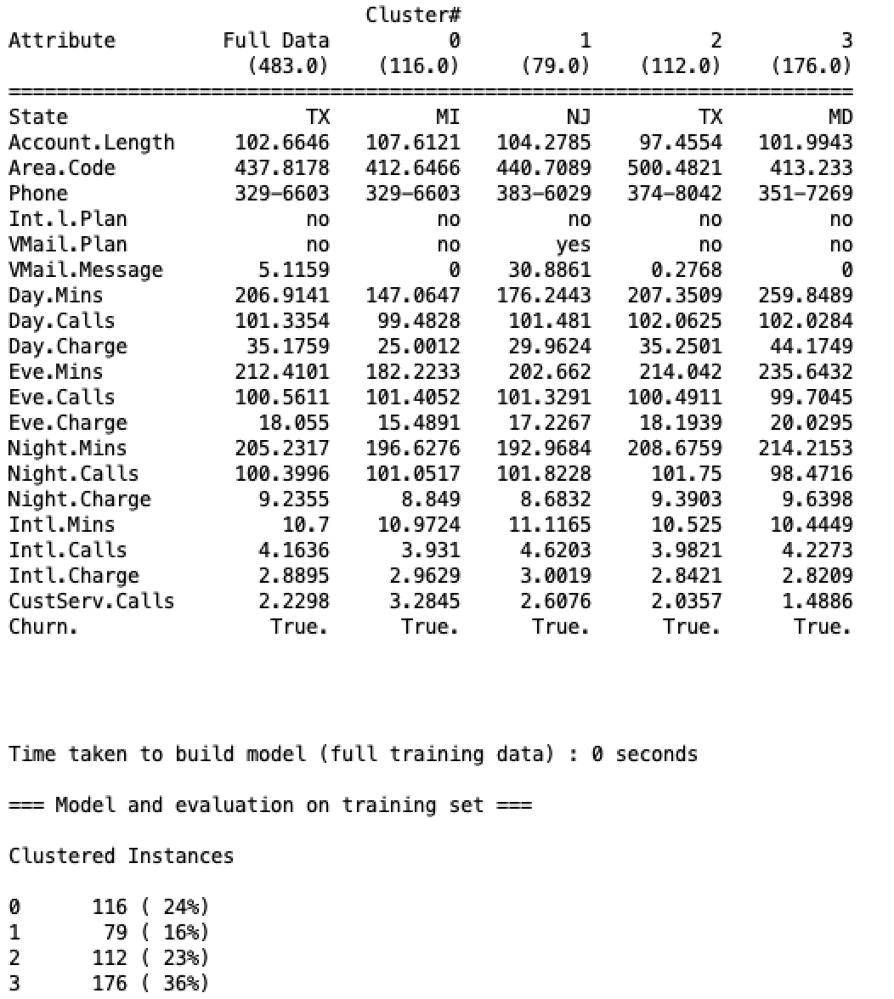 Cluster#
Attribute Full Data 0 1 2 3
(483.0) (116.0) (79.0) (112.0) (176.0)
================================================================
State TX MI NJ TX MD
Account.Length 102.6646 107.6121 104.2785 97.4554 101.9943
Area.Code 437.8178 412.6466 440.7089 500.4821 413.233
Phone 329-6603 329-6603 383-6029 374-8042 351-7269
Int.l.Plan no no no no no
VMail.Plan no no yes no no
VMail.Message 5.1159 0 30.8861 0.2768 0
Day.Mins 206.9141 147.0647 176.2443 207.3509 259.8489
Day.Calls 101.3354 99.4828 101.481 102.0625 102.0284
Day.Charge 35.1759 25.0012 29.9624 35.2501 44.1749
Eve.Mins 212.4101 182.2233 202.662 214.042 235.6432
Eve.Calls 100.5611 101.4052 101.3291 100.4911 99.7045
Eve.Charge 18.055 15.4891 17.2267 18.1939 20.0295
Night.Mins 205.2317 196.6276 192.9684 208.6759 214.2153
Night.Calls 100.3996 101.0517 101.8228 101.75 98.4716
Night.Charge 9.2355 8.849 8.6832 9.3903 9.6398
Intl.Mins 10.7 10.9724 11.1165 10.525 10.4449
Intl.Calls 4.1636 3.931 4.6203 3.9821 4.2273
Intl.Charge 2.8895 2.9629 3.0019 2.8421 2.8209
CustServ.Calls 2.2298 3.2845 2.6076 2.0357 1.4886
Churn. True. True. True. True. True.
Time taken to build model (full training data) : 0 seconds
=== Model and evaluation on training set ===
Clustered Instances
0 116 ( 24%)
1 79 ( 16%)
2 112 ( 23%)
3 176 ( 36%)